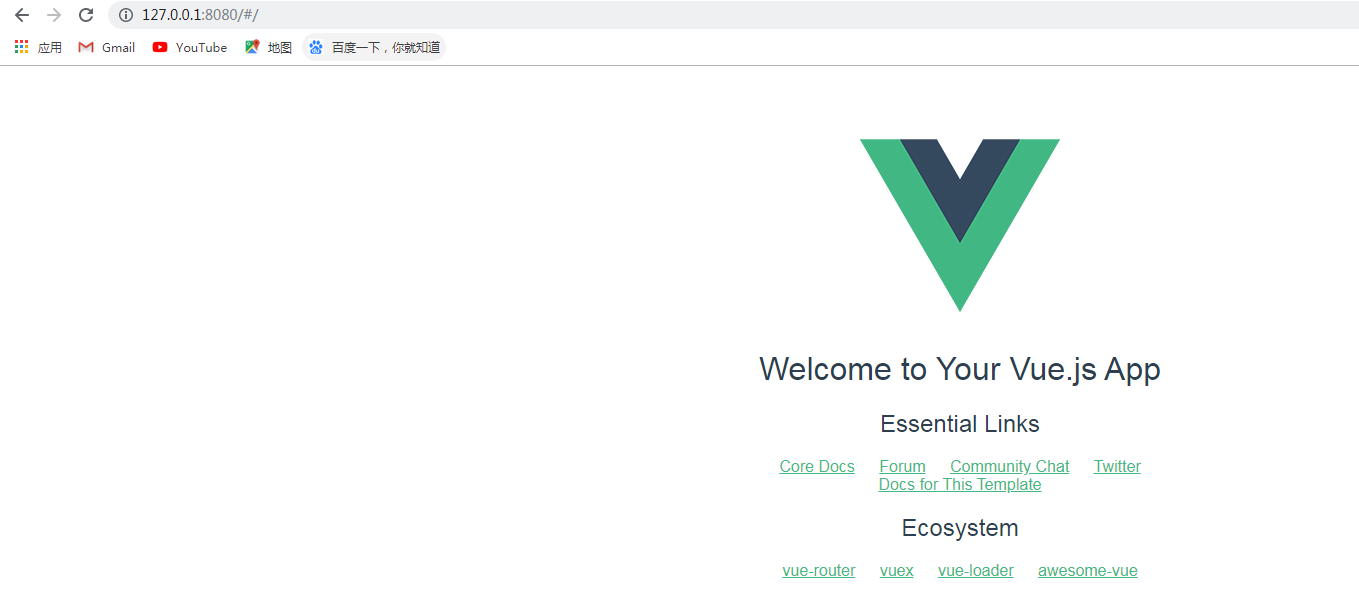 127.0.0.1:8080/#/
应用 Gmail YouTube 地图 百度一下，你就知道
Welcome to Your Vue.js App
Essential Links
Core Docs Forum Community Chat Twitter
Docs for This Template
Ecosystem
vue-router vuex vue-loader awesome-vue